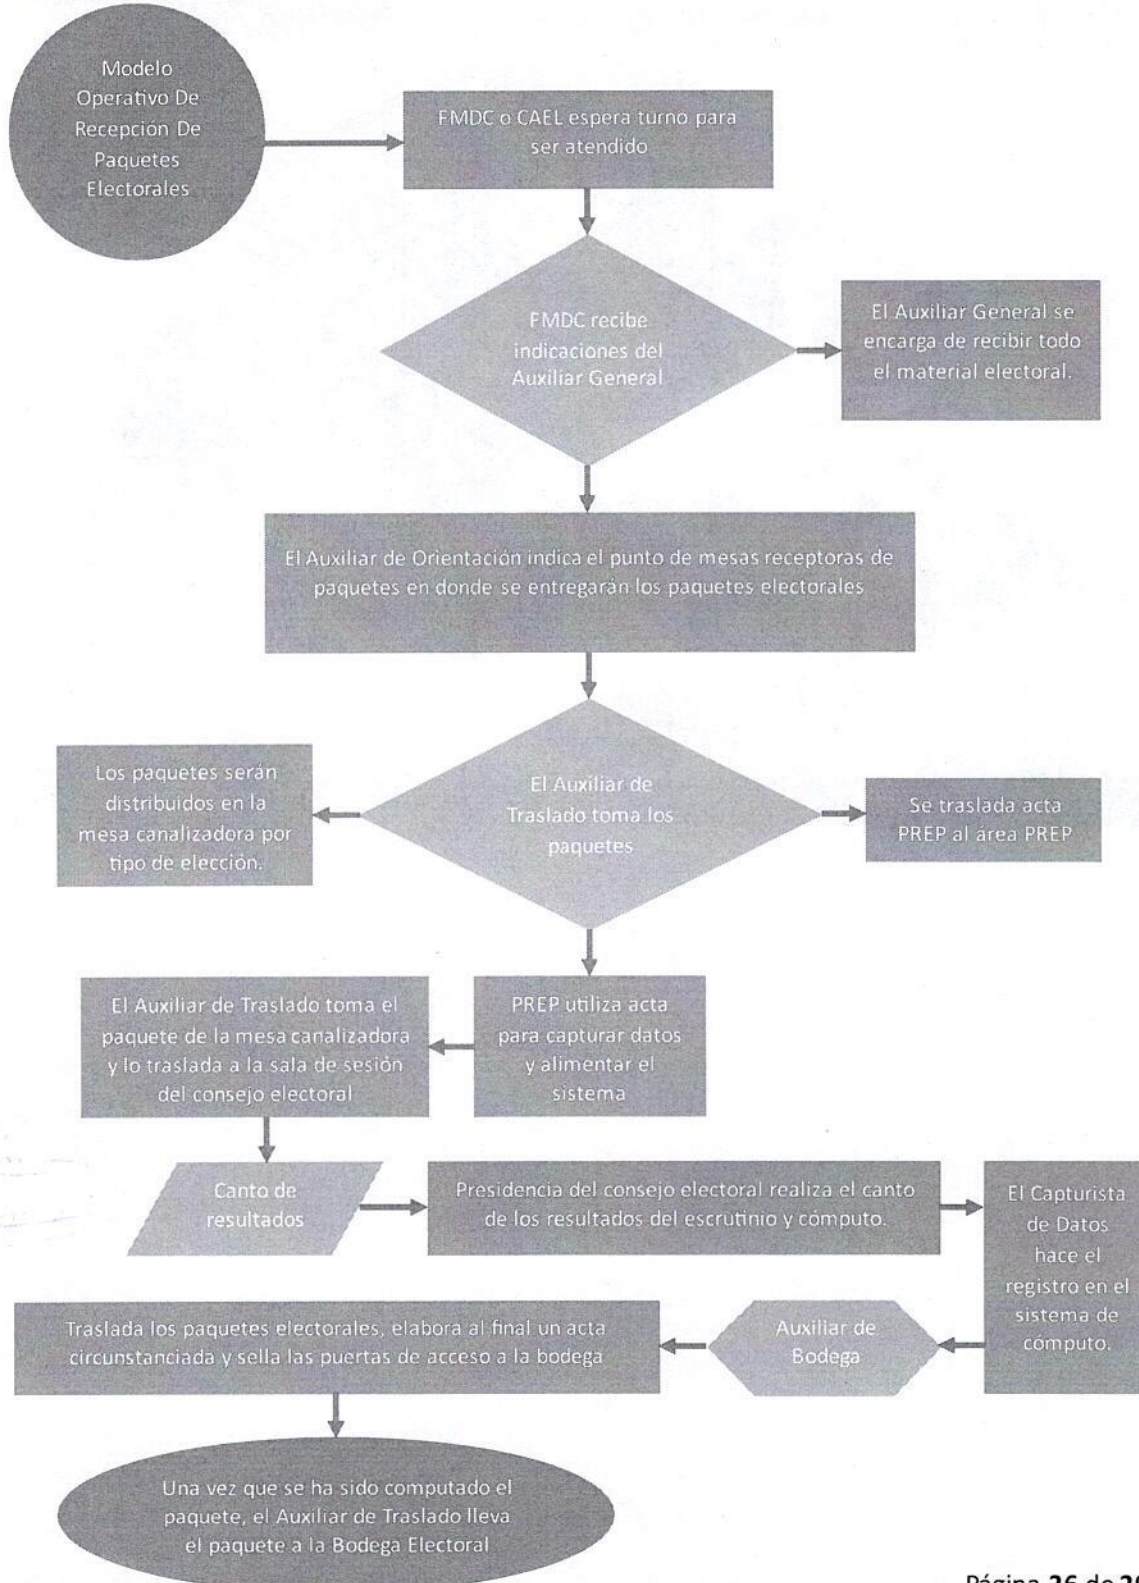 Modelo
Operativo De
Recepción De
Paquetes
Electorales
FMDC o CAEL espera turno para
ser atendido
FMDC recibe
indicaciones del
Auxiliar General
El Auxiliar General se
encarga de recibir todo
el material electoral.
El Auxiliar de Orientación indica el punto de mesas receptoras de
paquetes en donde se entregarán los paquetes electorales
Los paquetes serán
distribuidos en la
mesa canalizadora por
tipo de elección.
El Auxiliar de
Traslado toma los
paquetes
Se traslada acta
PREP al área PREP
El Auxiliar de Traslado toma el
paquete de la mesa canalizadora
y lo traslada a la sala de sesión
del consejo electoral
PREP utiliza acta
para capturar datos
y alimentar el
sistema
Canto de
resultados
Presidencia del consejo electoral realiza el canto
de los resultados del escrutinio y cómputo.
El Capturista
de Datos
hace el
registro en el
sistema de
cómputo.
Auxiliar de
Bodega
Traslada los paquetes electorales, elabora al final un acta
circunstanciada y sella las puertas de acceso a la bodega
Una vez que se ha sido computado el
paquete, el Auxiliar de Traslado lleva
el paquete a la Bodega Electoral
Página 26 de